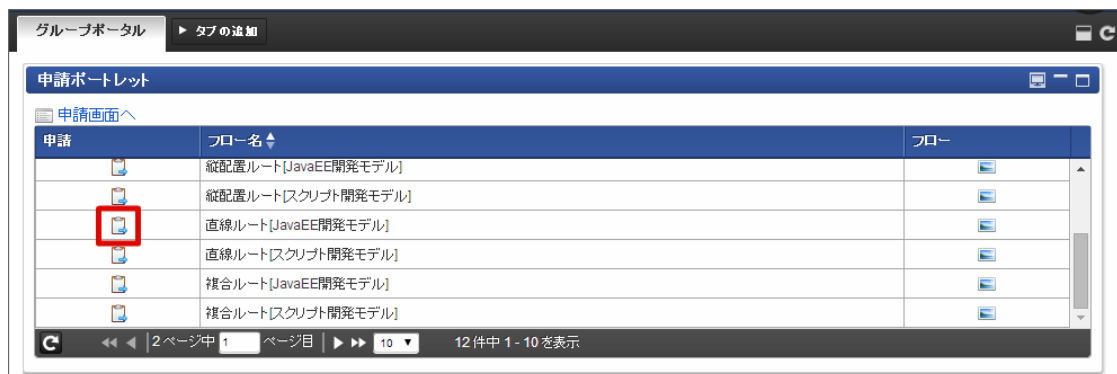 グループポータル ▶ タブの追加
申請ポートレット
申請画面へ
申請 フロー名 フロー
縦配置ルート[JavaEE開発モデル]
縦配置ルート[スクリプト開発モデル]
直線ルート[JavaEE開発モデル]
直線ルート[スクリプト開発モデル]
複合ルート[JavaEE開発モデル]
複合ルート[スクリプト開発モデル]
2 ページ中 1 ページ目 10 12 件中 1 - 10 を表示